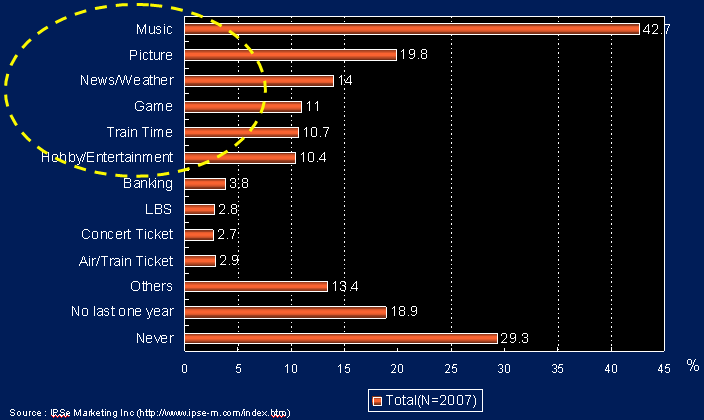 Music 42.7
Picture 19.8
News/Weather 14
Game 11
Train Time 10.7
Hobby/Entertainment 10.4
Banking 3.8
LBS 2.8
Concert Ticket 2.7
Air/Train Ticket 2.9
Others 13.4
No last one year 18.9
Never 29.3
0 5 10 15 20 25 30 35 40 45 %
Total(N=2007)
Source : IPSe Marketing Inc (http://www.ipse-m.com/index.htm)